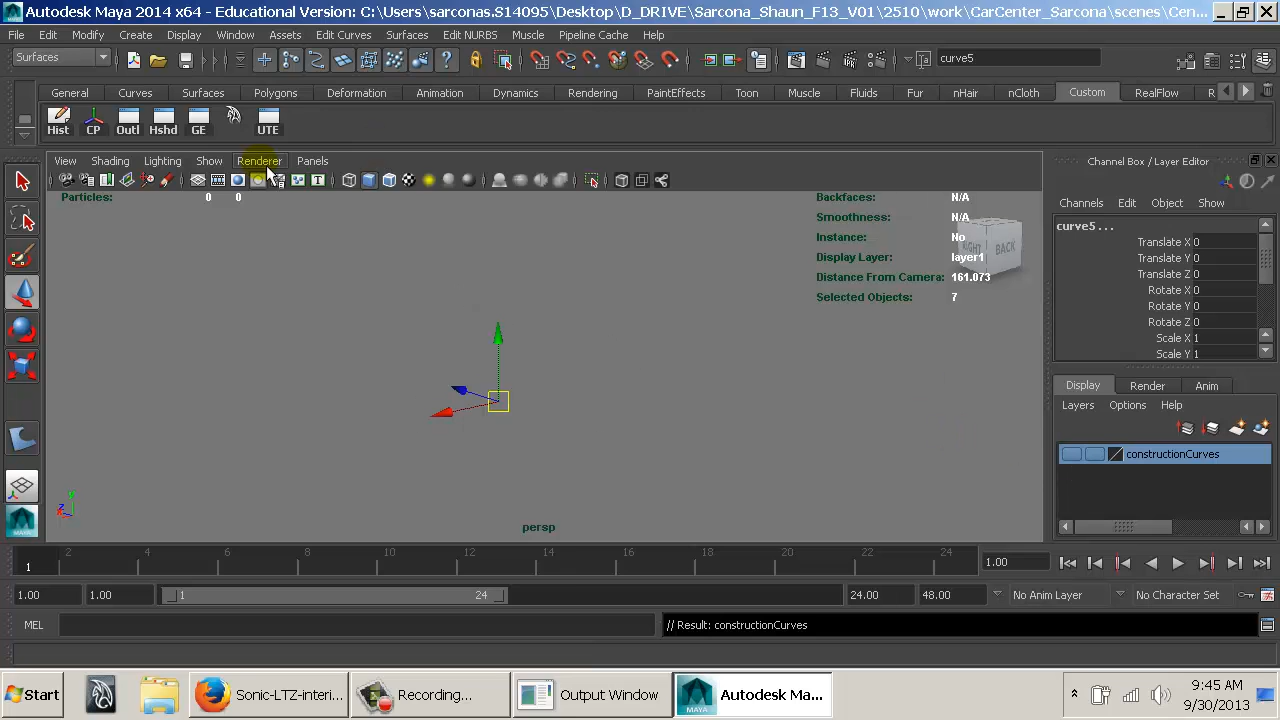 Autodesk Maya 2014 x64 - Educational Version: C:\Users\saconas.S14095\Desktop\D_DRIVE\Sarcona_Shaun_F13_V01\2510\work\CarCenter_Sarcona\scenes\Cen...
File Edit Modify Create Display Window Assets Edit Curves Surfaces Edit NURBS Muscle Pipeline Cache Help
Surfaces
curve5
General Curves Surfaces Polygons Deformation Animation Dynamics Rendering PaintEffects Toon Muscle Fluids Fur nHair nCloth Custom RealFlow R
Hist CP Outl Hshd GE UTE
View Shading Lighting Show Renderer Panels
Channel Box / Layer Editor
Particles: 0 0
Backfaces: N/A
Smoothness: N/A
Instance: No
Display Layer: layer1
Distance From Camera: 161.073
Selected Objects: 7
RIGHT BACK
persp
Channels Edit Object Show
curve5...
Translate X 0
Translate Y 0
Translate Z 0
Rotate X 0
Rotate Y 0
Rotate Z 0
Scale X 1
Scale Y 1
Display Render Anim
Layers Options Help
constructionCurves
2 4 6 8 10 12 14 16 18 20 22 24
1
1.00
1.00 1.00 1 24 24.00 48.00 No Anim Layer No Character Set
MEL // Result: constructionCurves
Start Sonic-LTZ-interi... Recording... Output Window Autodesk Ma...
9:45 AM
9/30/2013